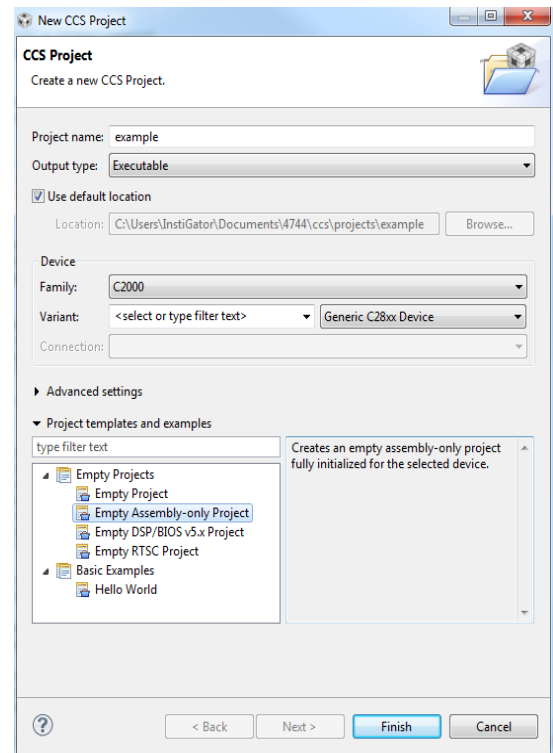 New CCS Project
CCS Project
Create a new CCS Project.
Project name: example
Output type: Executable
Use default location
Location: C:\Users\InstiGator\Documents\4744\ccs\projects\example Browse...
Device
Family: C2000
Variant: <select or type filter text> Generic C28xx Device
Connection:
Advanced settings
Project templates and examples
type filter text
Empty Projects
Empty Project
Empty Assembly-only Project
Empty DSP/BIOS v5.x Project
Empty RTSC Project
Basic Examples
Hello World
Creates an empty assembly-only project
fully initialized for the selected device.
? < Back Next > Finish Cancel